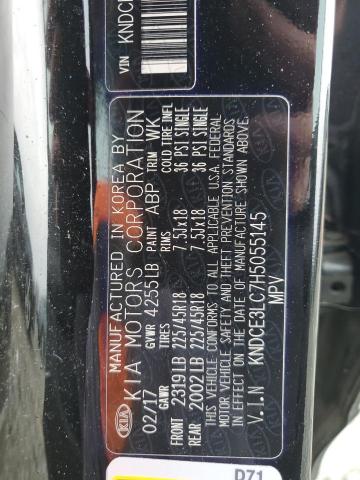 VIN KNDCE
MANUFACTURED IN KOREA BY
KIA KIA MOTORS CORPORATION
02/17 GVWR 4255LB PAINT ABP TRIM WK
GAWR TIRES RIMS COLD TIRE INFL
FRONT 2319LB 225/45R18 7.5JX18 36 PSI SINGLE
REAR 2002LB 225/45R18 7.5JX18 36 PSI SINGLE
THIS VEHICLE CONFORMS TO ALL APPLICABLE U.S.A. FEDERAL
MOTOR VEHICLE SAFETY AND THEFT PREVENTION STANDARDS
IN EFFECT ON THE DATE OF MANUFACTURE SHOWN ABOVE.
V.I.N KNDCE3LC7H5055145
MPV
D71